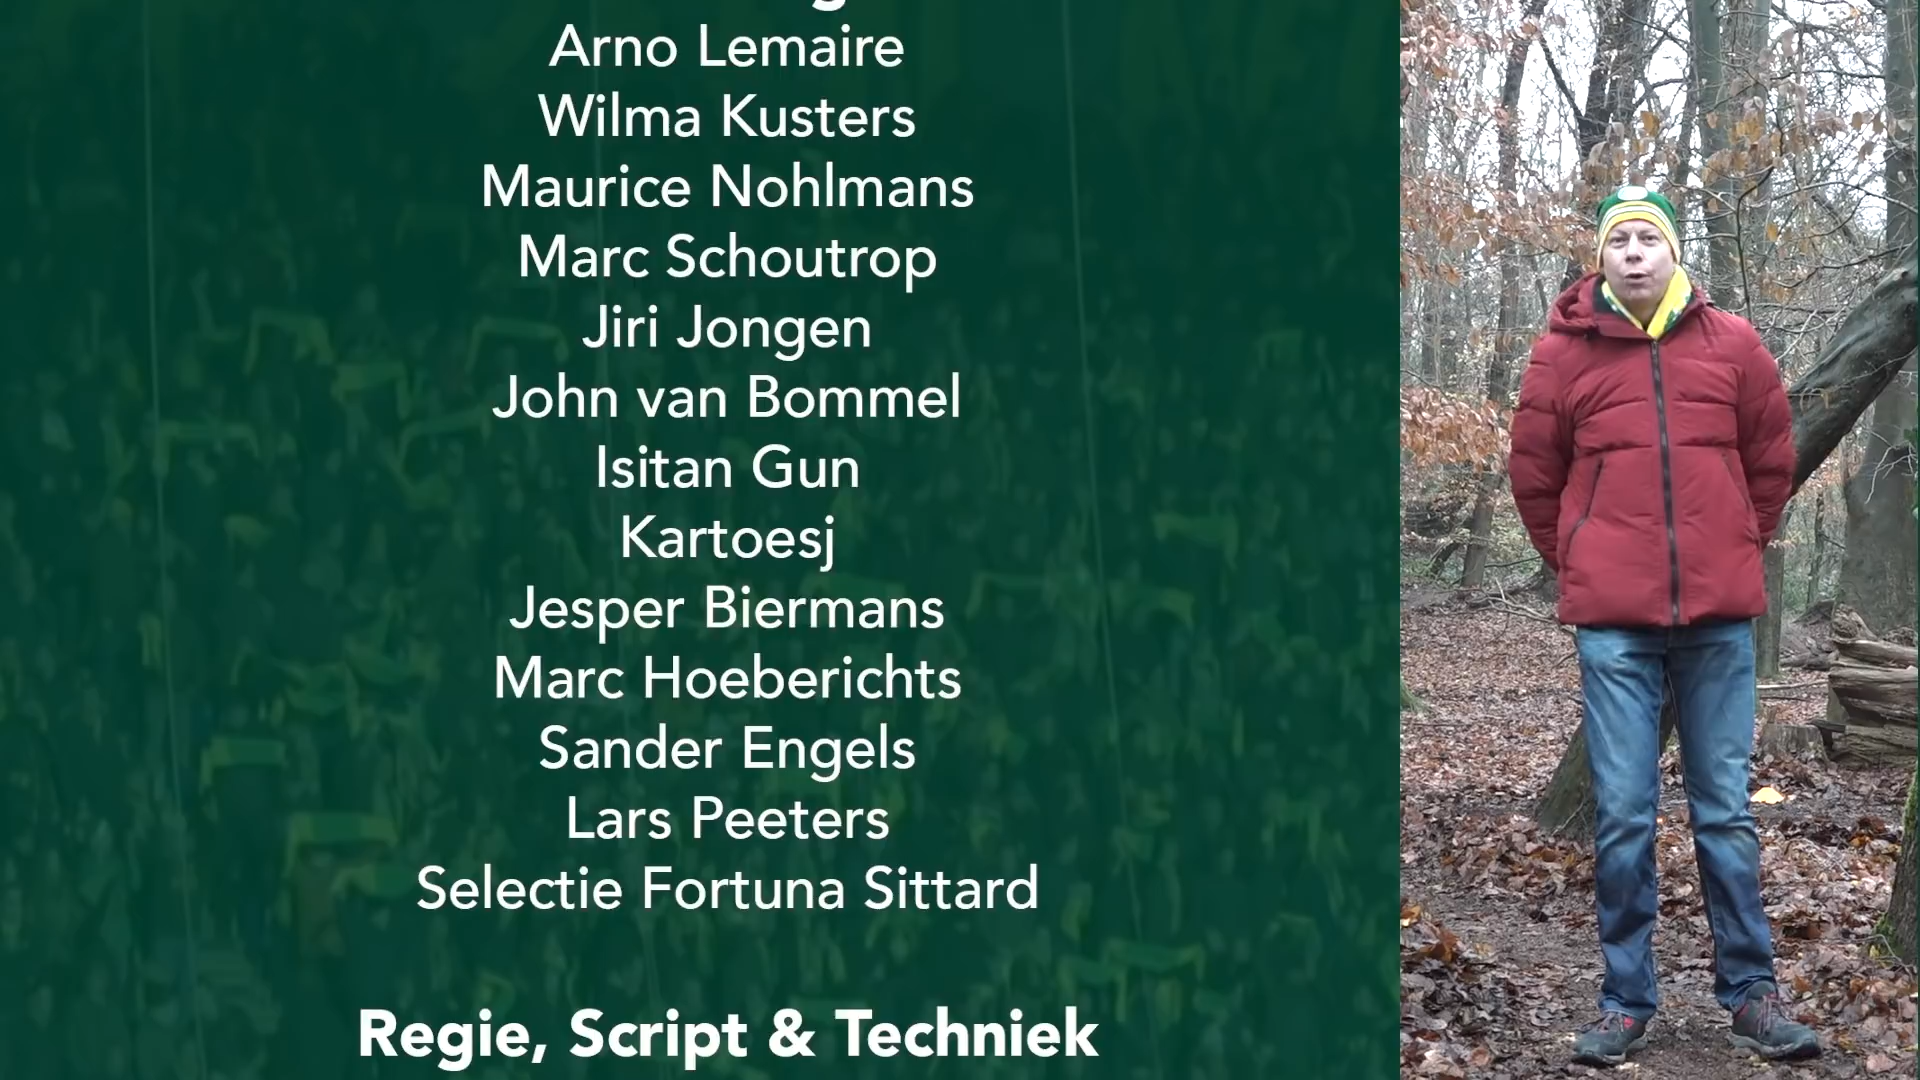 Arno Lemaire
Wilma Kusters
Maurice Nohlmans
Marc Schoutrop
Jiri Jongen
John van Bommel
Isitan Gun
Kartoesj
Jesper Biermans
Marc Hoeberichts
Sander Engels
Lars Peeters
Selectie Fortuna Sittard
Regie, Script & Techniek